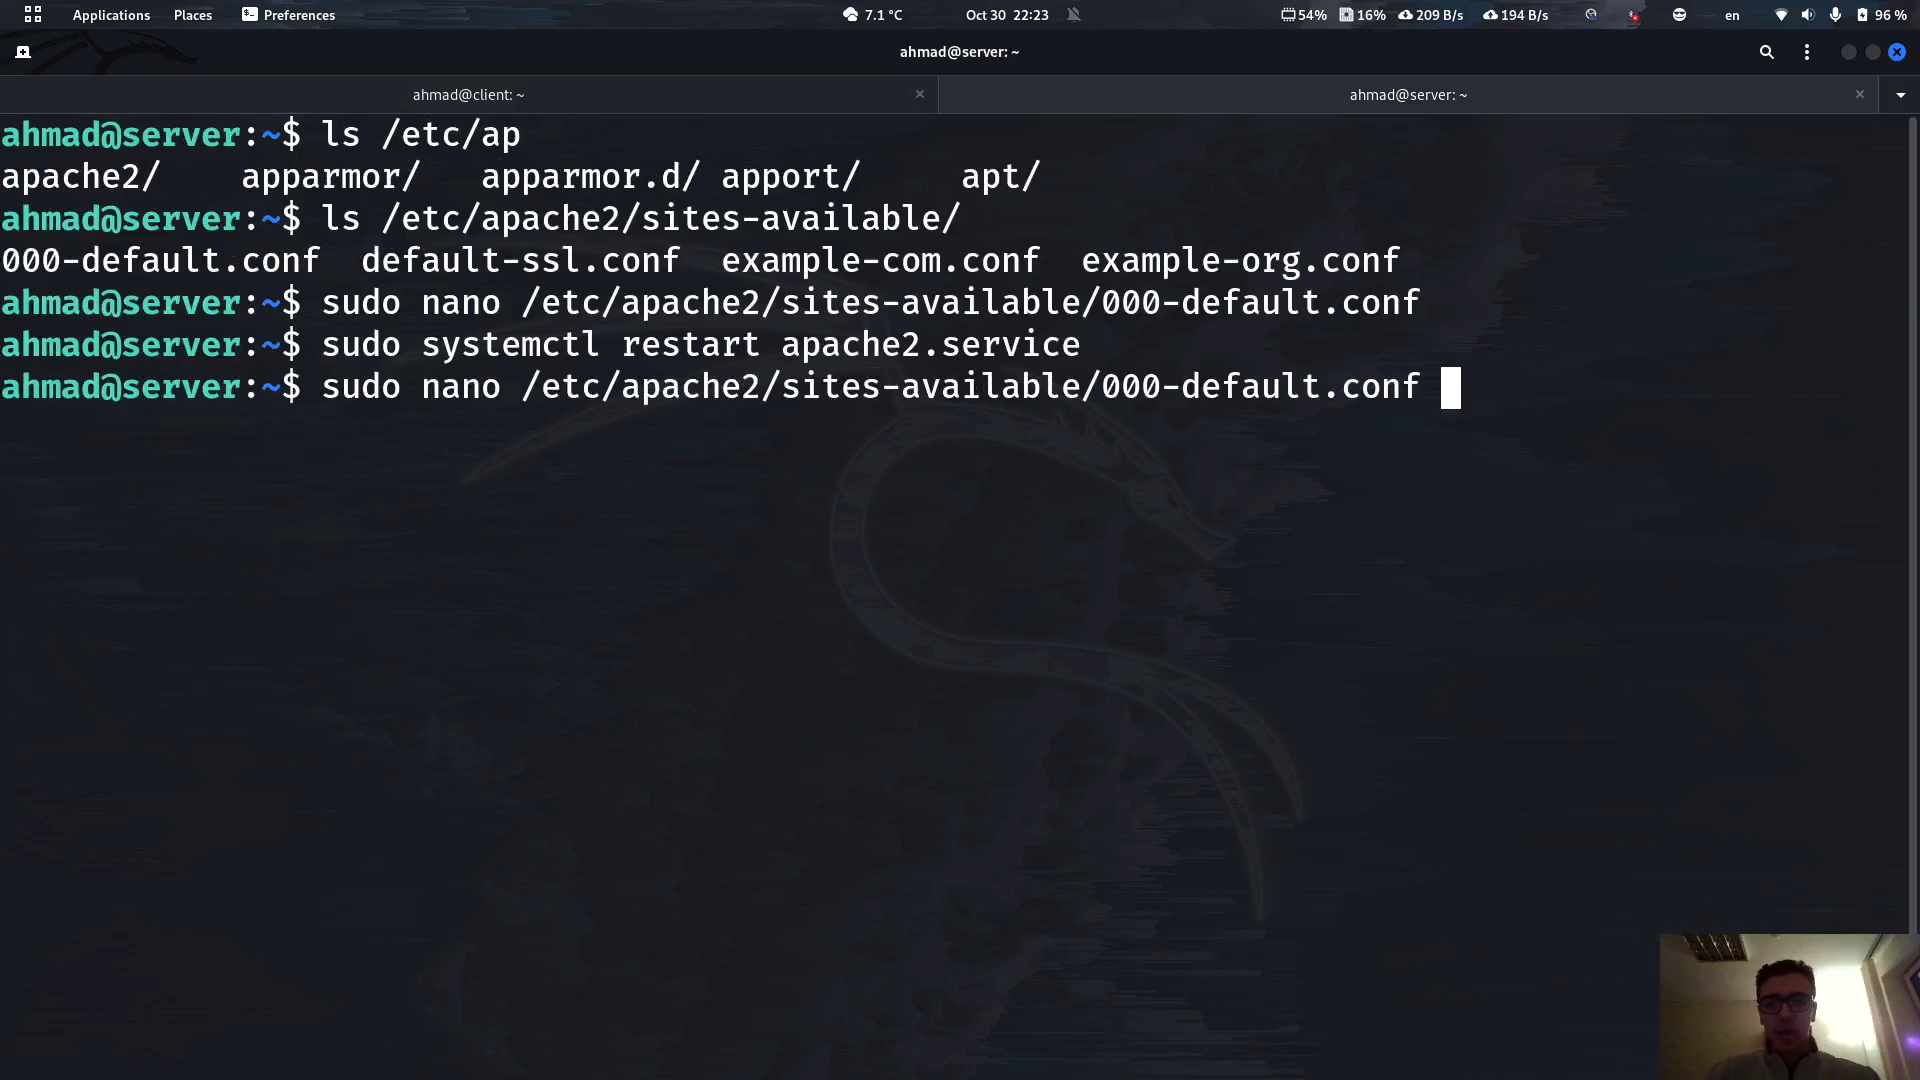 Applications Places Preferences 7.1 °C Oct 30 22:23 54% 16% 209 B/s 194 B/s en 96 %
ahmad@server: ~
ahmad@client: ~ ahmad@server: ~
ahmad@server:~$ ls /etc/ap
apache2/ apparmor/ apparmor.d/ apport/ apt/
ahmad@server:~$ ls /etc/apache2/sites-available/
000-default.conf default-ssl.conf example-com.conf example-org.conf
ahmad@server:~$ sudo nano /etc/apache2/sites-available/000-default.conf
ahmad@server:~$ sudo systemctl restart apache2.service
ahmad@server:~$ sudo nano /etc/apache2/sites-available/000-default.conf